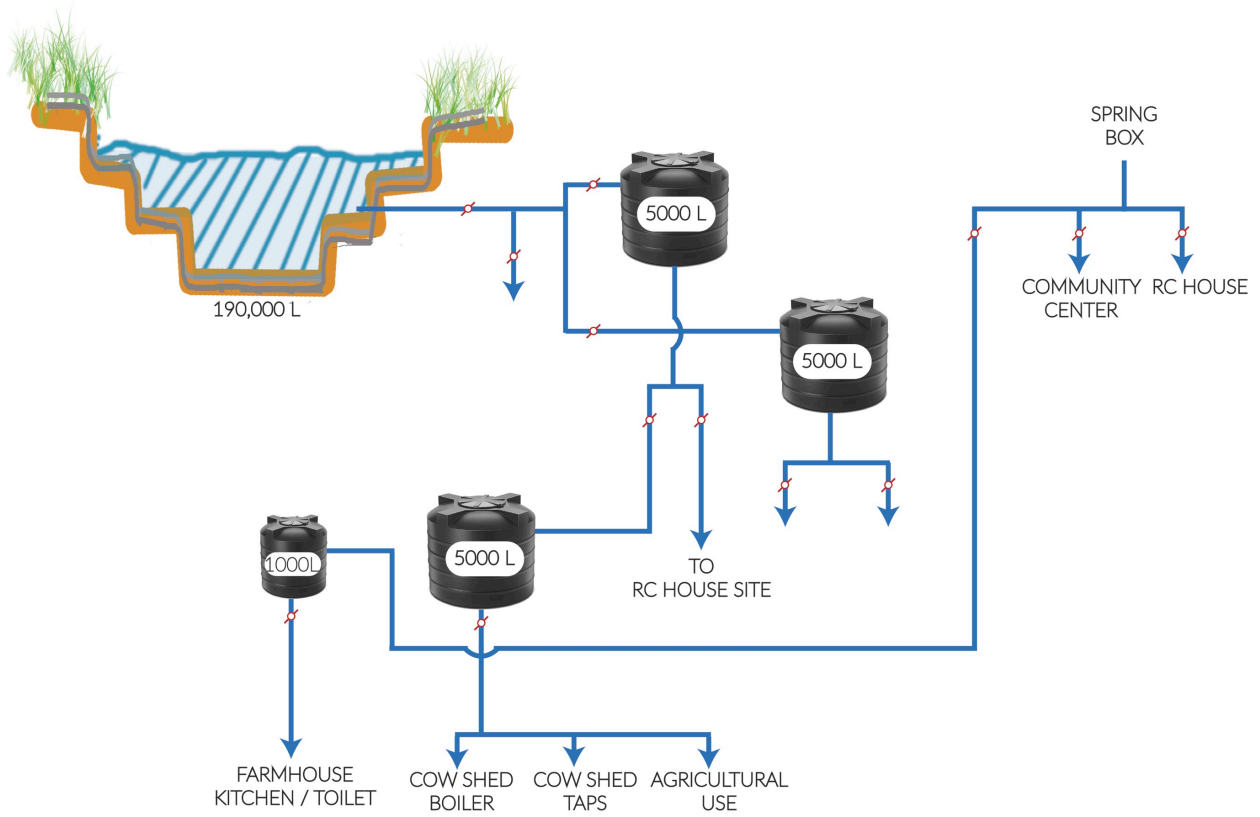 SPRING
BOX
5000 L
COMMUNITY
CENTER
RC HOUSE
190,000 L
5000 L
1000L
5000 L
TO
RC HOUSE SITE
FARMHOUSE
KITCHEN / TOILET
COW SHED
BOILER
COW SHED
TAPS
AGRICULTURAL
USE